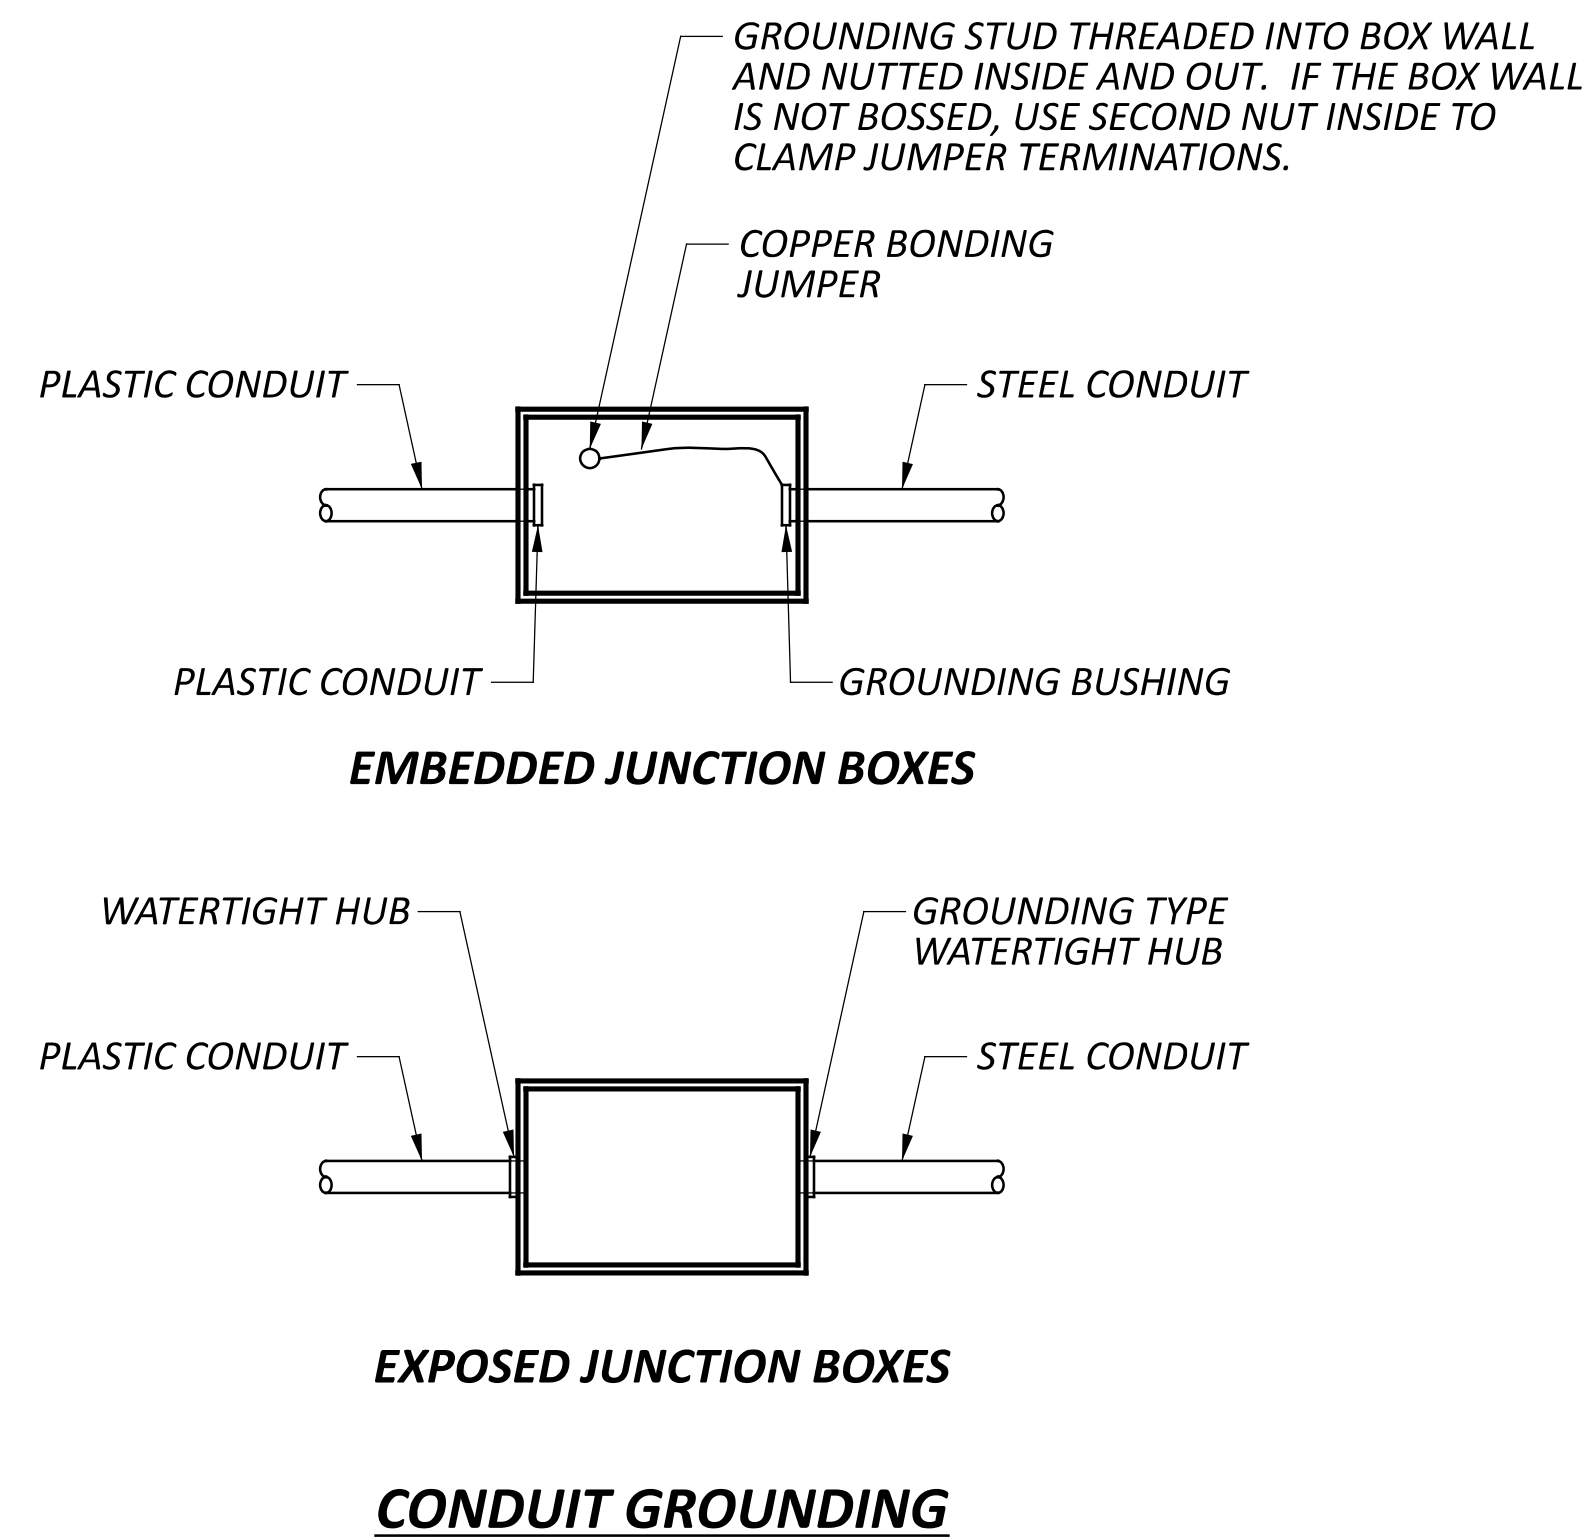 GROUNDING STUD THREADED INTO BOX WALL
AND NUTTED INSIDE AND OUT.  IF THE BOX WALL
IS NOT BOSSED, USE SECOND NUT INSIDE TO
CLAMP JUMPER TERMINATIONS.
COPPER BONDING
JUMPER
PLASTIC CONDUIT
STEEL CONDUIT
PLASTIC CONDUIT
GROUNDING BUSHING
EMBEDDED JUNCTION BOXES
WATERTIGHT HUB
GROUNDING TYPE
WATERTIGHT HUB
PLASTIC CONDUIT
STEEL CONDUIT
EXPOSED JUNCTION BOXES
CONDUIT GROUNDING